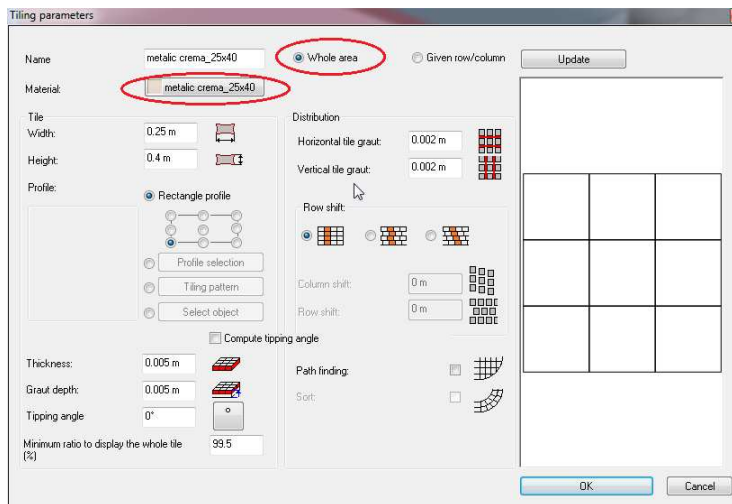 Tiling parameters
Name
metalic crema_25x40
Whole area
Given row/column
Update
Material:
metalic crema_25x40
Tile
Width:
0.25 m
Height:
0.4 m
Profile:
Rectangle profile
Profile selection
Tiling pattern
Select object
Compute tipping angle
Thickness:
0.005 m
Graut depth:
0.005 m
Tipping angle
0°
Minimum ratio to display the whole tile
(%)
99.5
Distribution
Horizontal tile graut:
0.002 m
Vertical tile graut:
0.002 m
Row shift:
Column shift:
0 m
Row shift:
0 m
Path finding:
Sort:
OK
Cancel